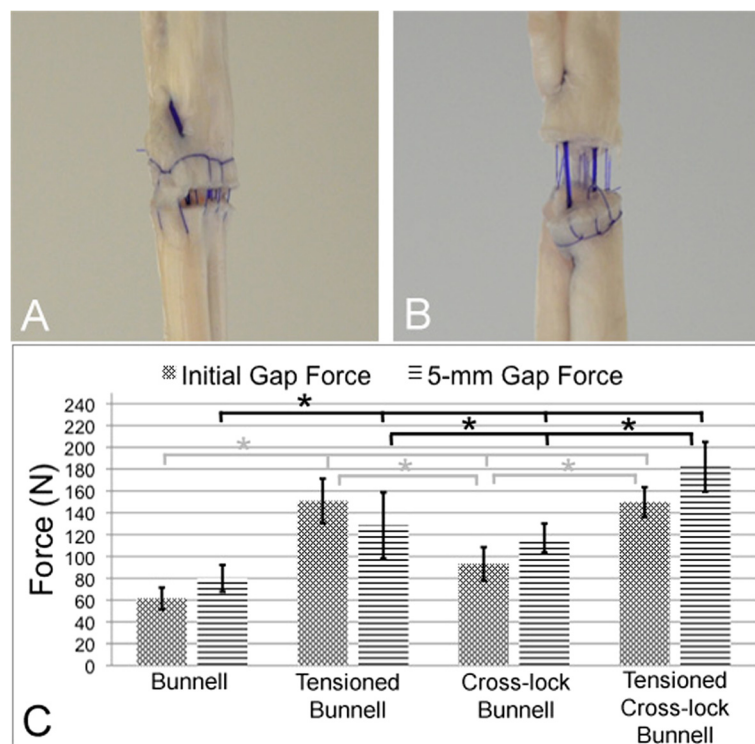 A
B
Initial Gap Force 5-mm Gap Force
240
220
200
180
160
140
120
100
80
60
40
20
0
Force (N)
*
*
*
*
*
*
Bunnell
Tensioned
Bunnell
Cross-lock
Bunnell
Tensioned
Cross-lock
Bunnell
C